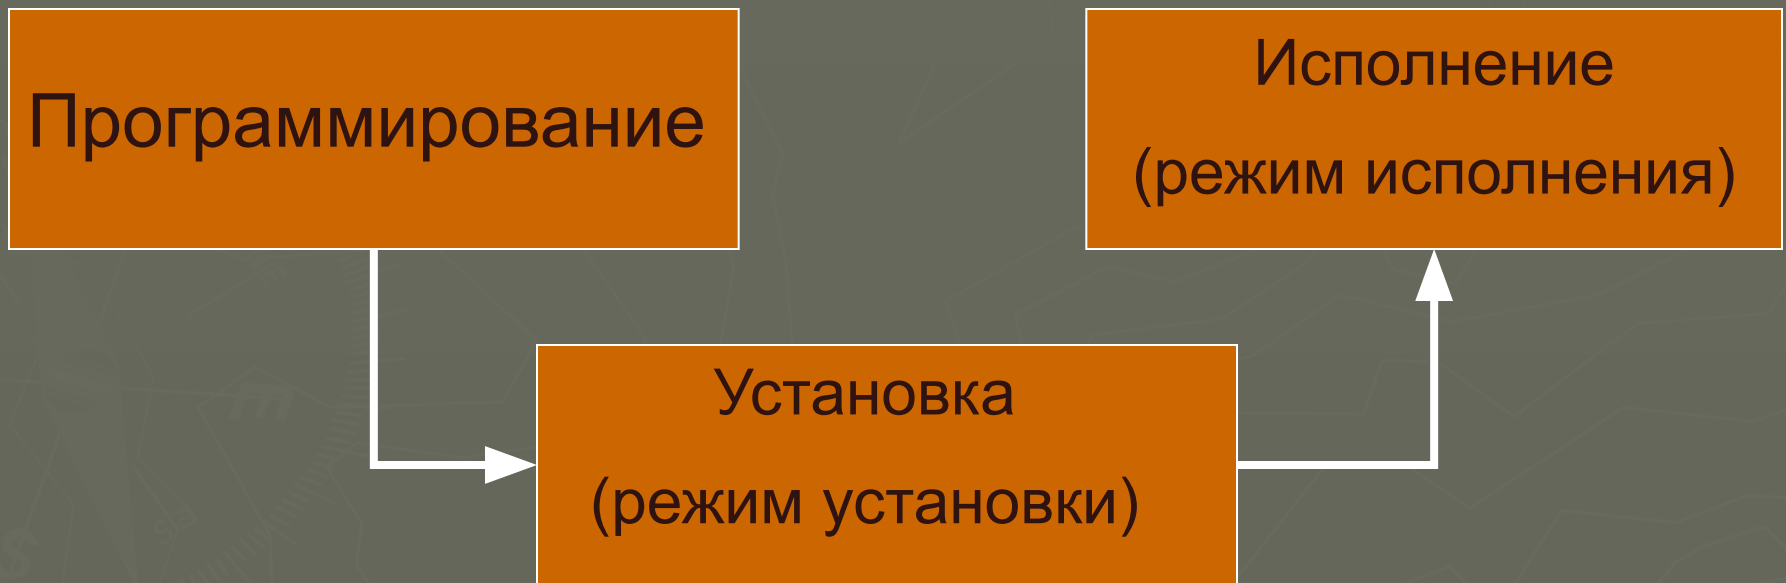 Программирование
Исполнение
(режим исполнения)
Установка
(режим установки)